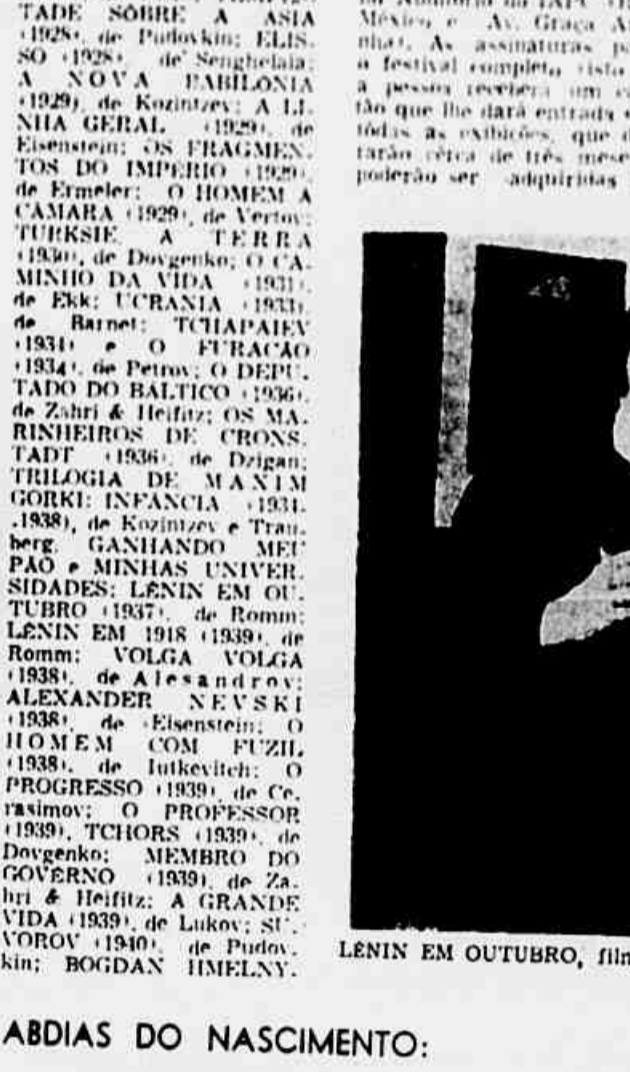 TADE SÔBRE A ASIA
(1928), de Pudovkin; ELIS.
SO (1928), de Senghelaia;
A NOVA BABILONIA
(1929), de Kozintzev; A LI.
NHA GERAL (1929), de
Eisenstein; OS FRAGMEN.
TOS DO IMPERIO (1929),
de Ermeler; O HOMEM A
CAMARA (1929), de Vertov;
TURKSIE. A TERRA
(1930), de Dovgenko; O CA.
MINHO DA VIDA (1931),
de Ekk; UCRANIA (1933),
de Barnet; TCHAPAIEV
(1934) e O FURACÃO
(1934), de Petrov; O DEPU.
TADO DO BALTICO (1936),
de Zahri & Heifitz; OS MA.
RINHEIROS DE CRONS.
TADT (1936), de Dzigan;
TRILOGIA DE MAXIM
GORKI: INFANCIA (1934.
.1938), de Kozintzev e Trau.
berg. GANHANDO MEU
PÃO e MINHAS UNIVER.
SIDADES; LÊNIN EM OU.
TUBRO (1937), de Romm;
LÊNIN EM 1918 (1939), de
Romm; VOLGA VOLGA
(1938), de Alesandrov;
ALEXANDER NEVSKI
(1938), de Eisenstein; O
HOMEM COM FUZIL
(1938), de Iutkevitch; O
PROGRESSO (1939), de Ce.
rasimov; O PROFESSOR
(1939), TCHORS (1939), de
Dovgenko; MEMBRO DO
GOVÊRNO (1939), de Za.
hri & Heifitz; A GRANDE
VIDA (1939), de Lukov; SU.
VOROV (1940), de Pudov.
kin; BOGDAN HMELNY.
México e Av. Graça
nha). As assinaturas
o festival completo
a pessoa receberá um
tão que lhe dará entrada
tôdas as exibições, que
tarão cêrca de três
poderão ser adquiridas
LÊNIN EM OUTUBRO, film
ABDIAS DO NASCIMENTO: